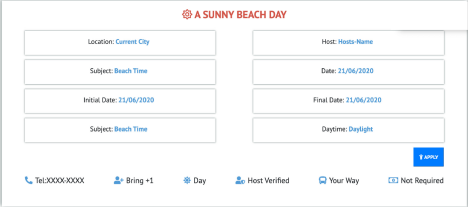 A SUNNY BEACH DAY
Location: Current City
Host: Hosts-Name
Subject: Beach Time
Date: 21/06/2020
Initial Date: 21/06/2020
Final Date: 21/06/2020
Subject: Beach Time
Daytime: Daylight
APPLY
Tel:XXXX-XXXX Bring +1 Day Host Verified Your Way Not Required